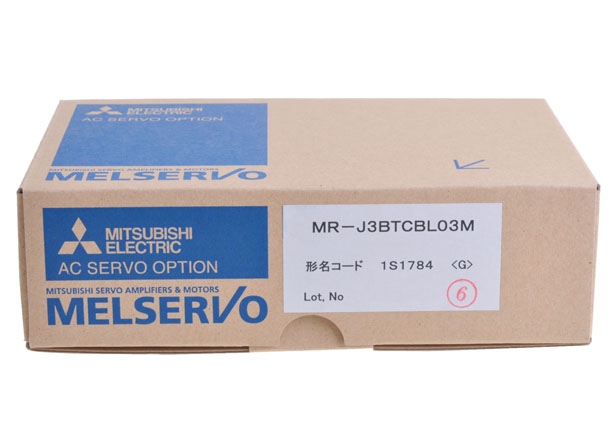 MITSUBISHI
ELECTRIC
AC SERVO OPTION
MITSUBISHI SERVO AMPLIFIERS & MOTORS
MELSERVO
MITSUBISHI
ELECTRIC
AC SERVO OPTION
MITSUBISHI SERVO AMPLIFIERS & MOTORS
MELSERVO
MR-J3BTCBL03M
形名コード 1S1784 <G>
Lot, No
6